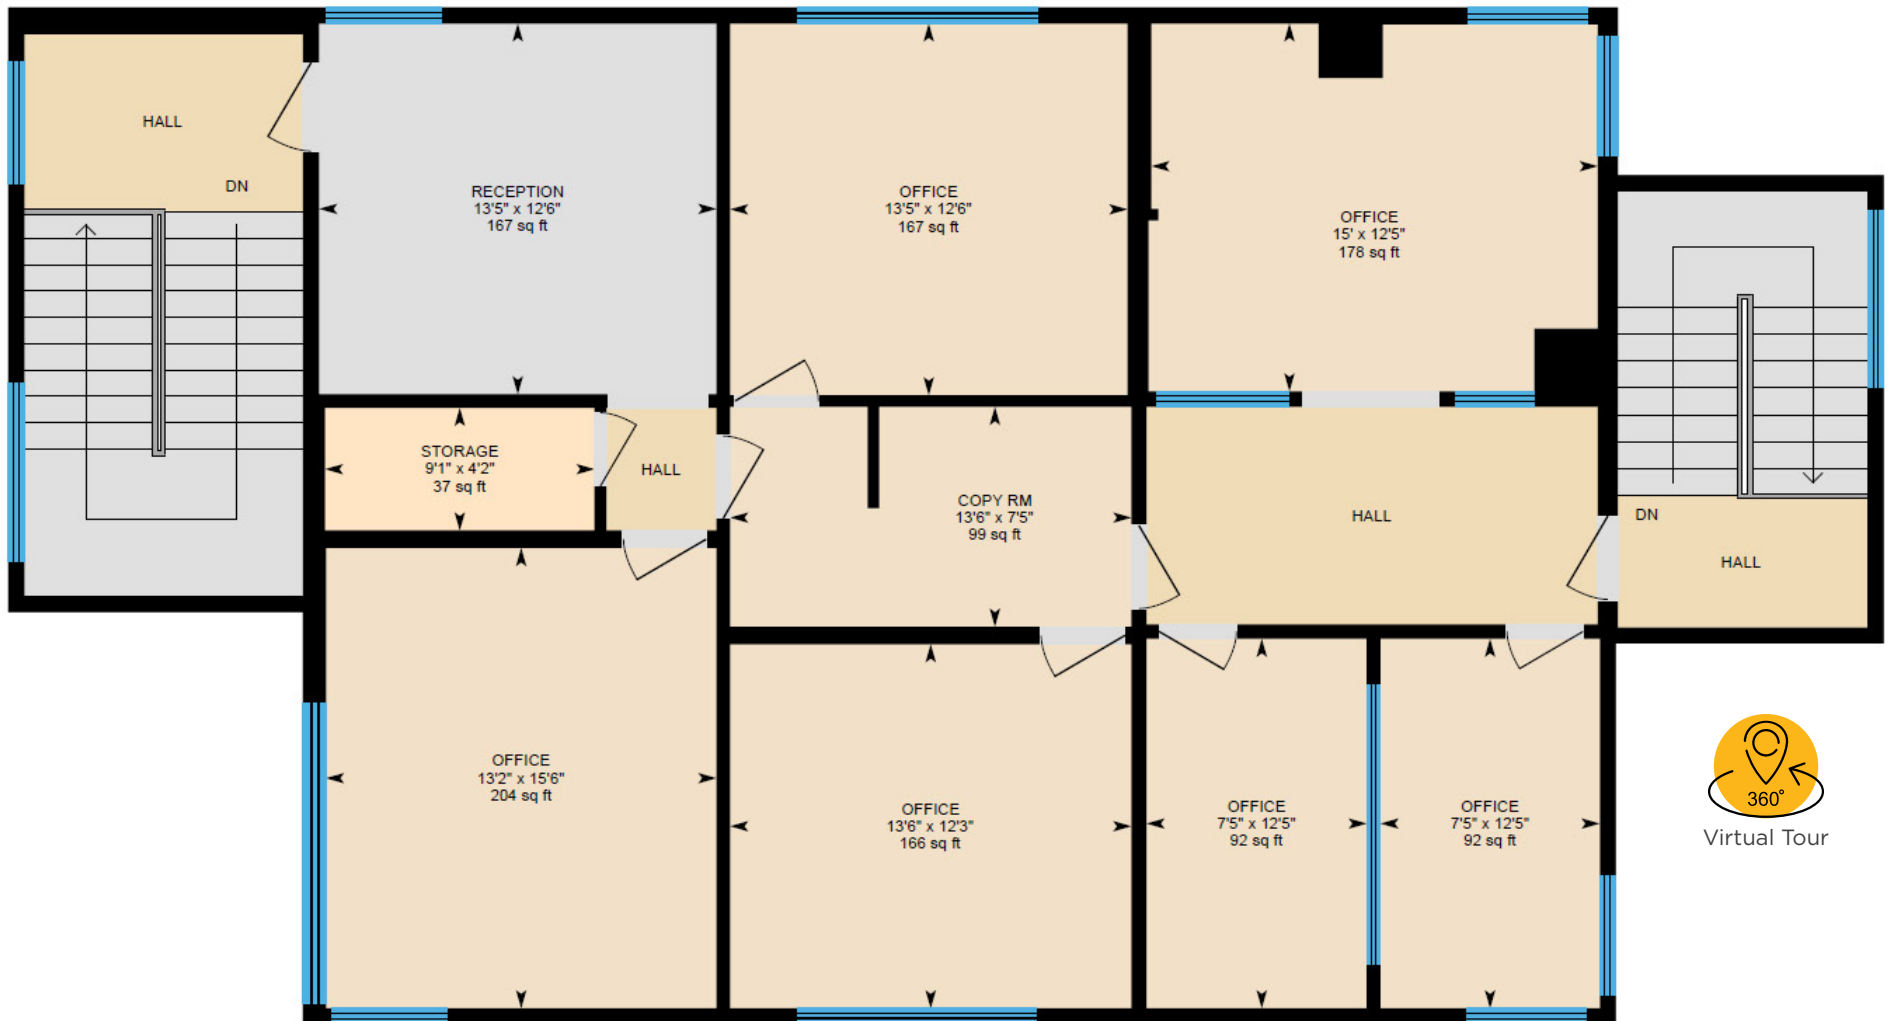 HALL
DN
RECEPTION
13'5" x 12'6"
167 sq ft
OFFICE
13'5" x 12'6"
167 sq ft
OFFICE
15' x 12'5"
178 sq ft
STORAGE
9'1" x 4'2"
37 sq ft
HALL
COPY RM
13'6" x 7'5"
99 sq ft
HALL
DN
HALL
OFFICE
13'2" x 15'6"
204 sq ft
OFFICE
13'6" x 12'3"
166 sq ft
OFFICE
7'5" x 12'5"
92 sq ft
OFFICE
7'5" x 12'5"
92 sq ft
360°
Virtual Tour